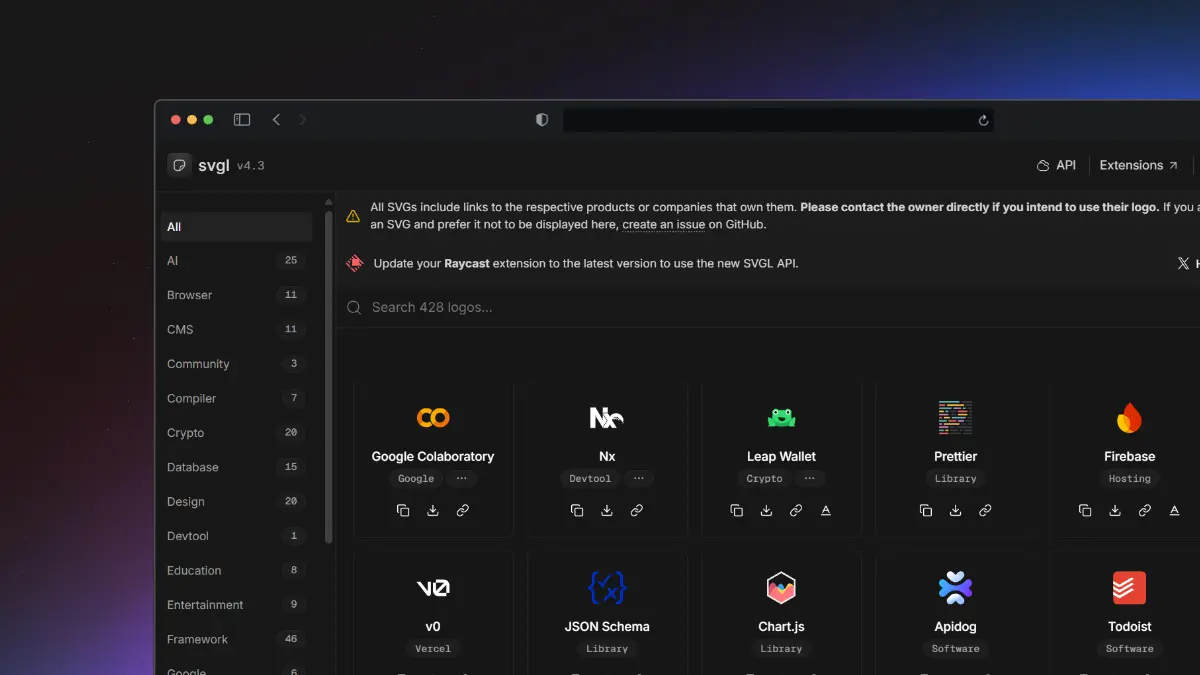 svgl v4.3
API
Extensions
All SVGs include links to the respective products or companies that own them. Please contact the owner directly if you intend to use their logo. If you a
an SVG and prefer it not to be displayed here, create an issue on GitHub.
Update your Raycast extension to the latest version to use the new SVGL API.
Search 428 logos...
All
AI 25
Browser 11
CMS 11
Community 3
Compiler 7
Crypto 20
Database 15
Design 20
Devtool 1
Education 8
Entertainment 9
Framework 46
Google 6
Google Colaboratory
Google ...
Nx
Nx
Devtool ...
Leap Wallet
Crypto ...
Prettier
Library
Firebase
Hosting
v0
v0
Vercel
JSON Schema
Library
Chart.js
Library
Apidog
Software
Todoist
Software